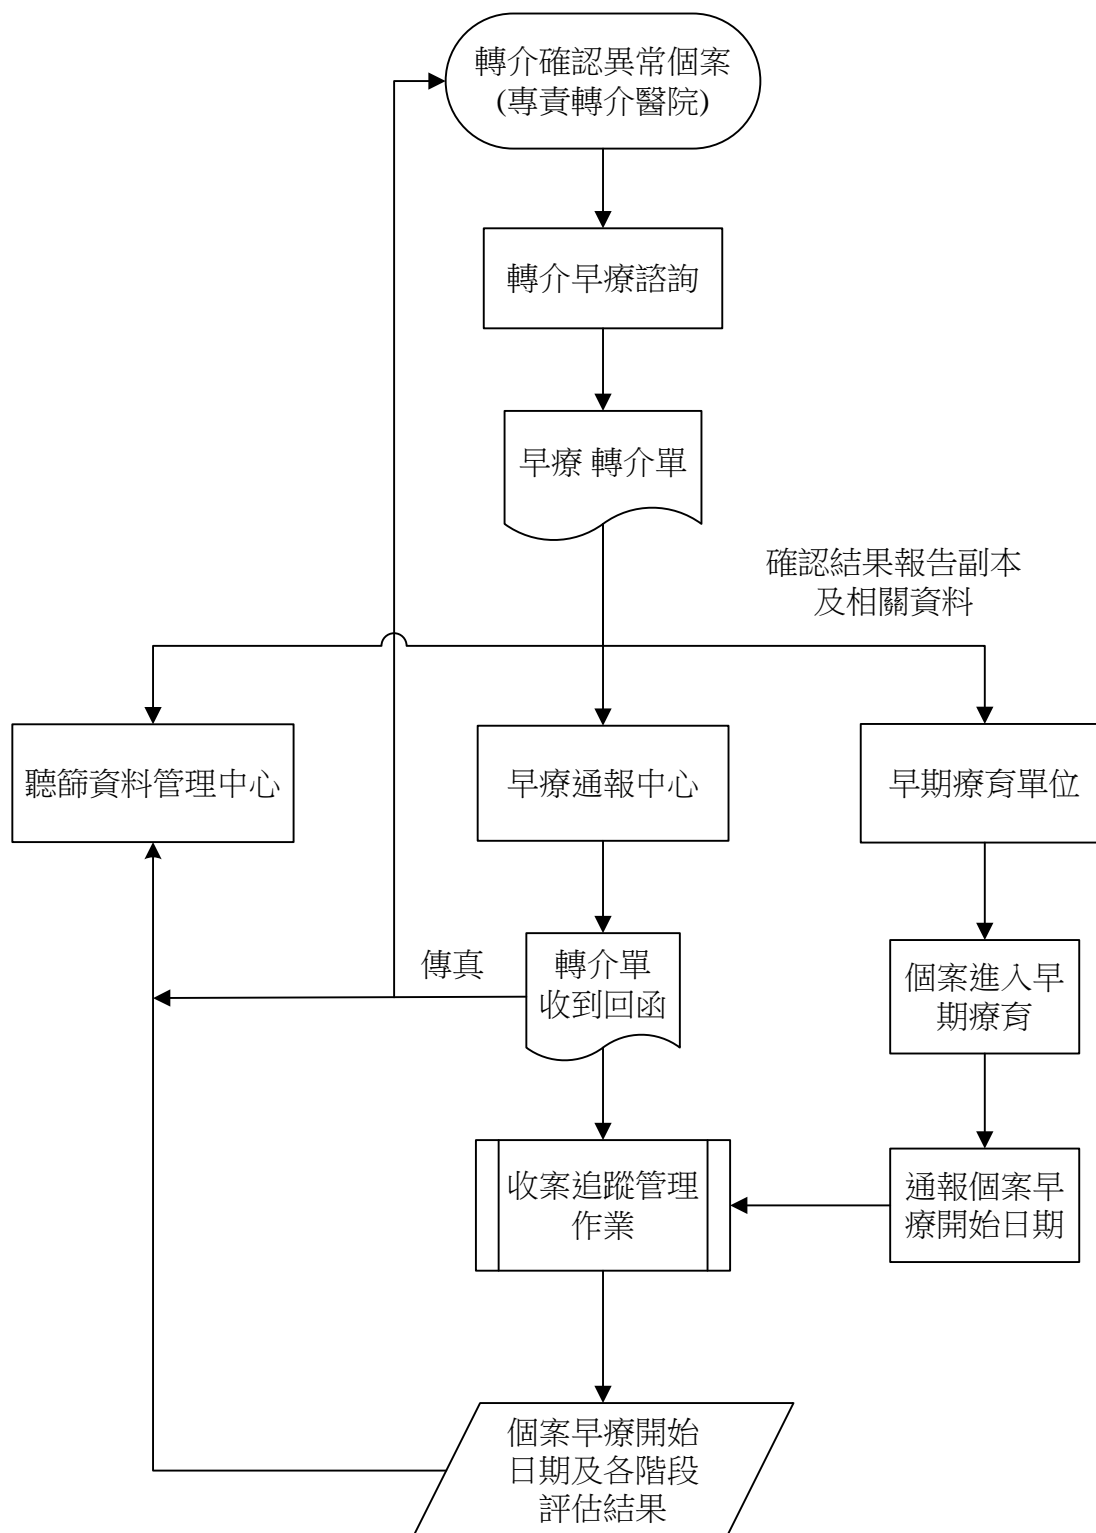 轉介確認異常個案
(專責轉介醫院)
轉介早療諮詢
早療 轉介單
確認結果報告副本
及相關資料
聽篩資料管理中心
早療通報中心
早期療育單位
傳真
轉介單
收到回函
個案進入早
期療育
收案追蹤管理
作業
通報個案早
療開始日期
個案早療開始
日期及各階段
評估結果